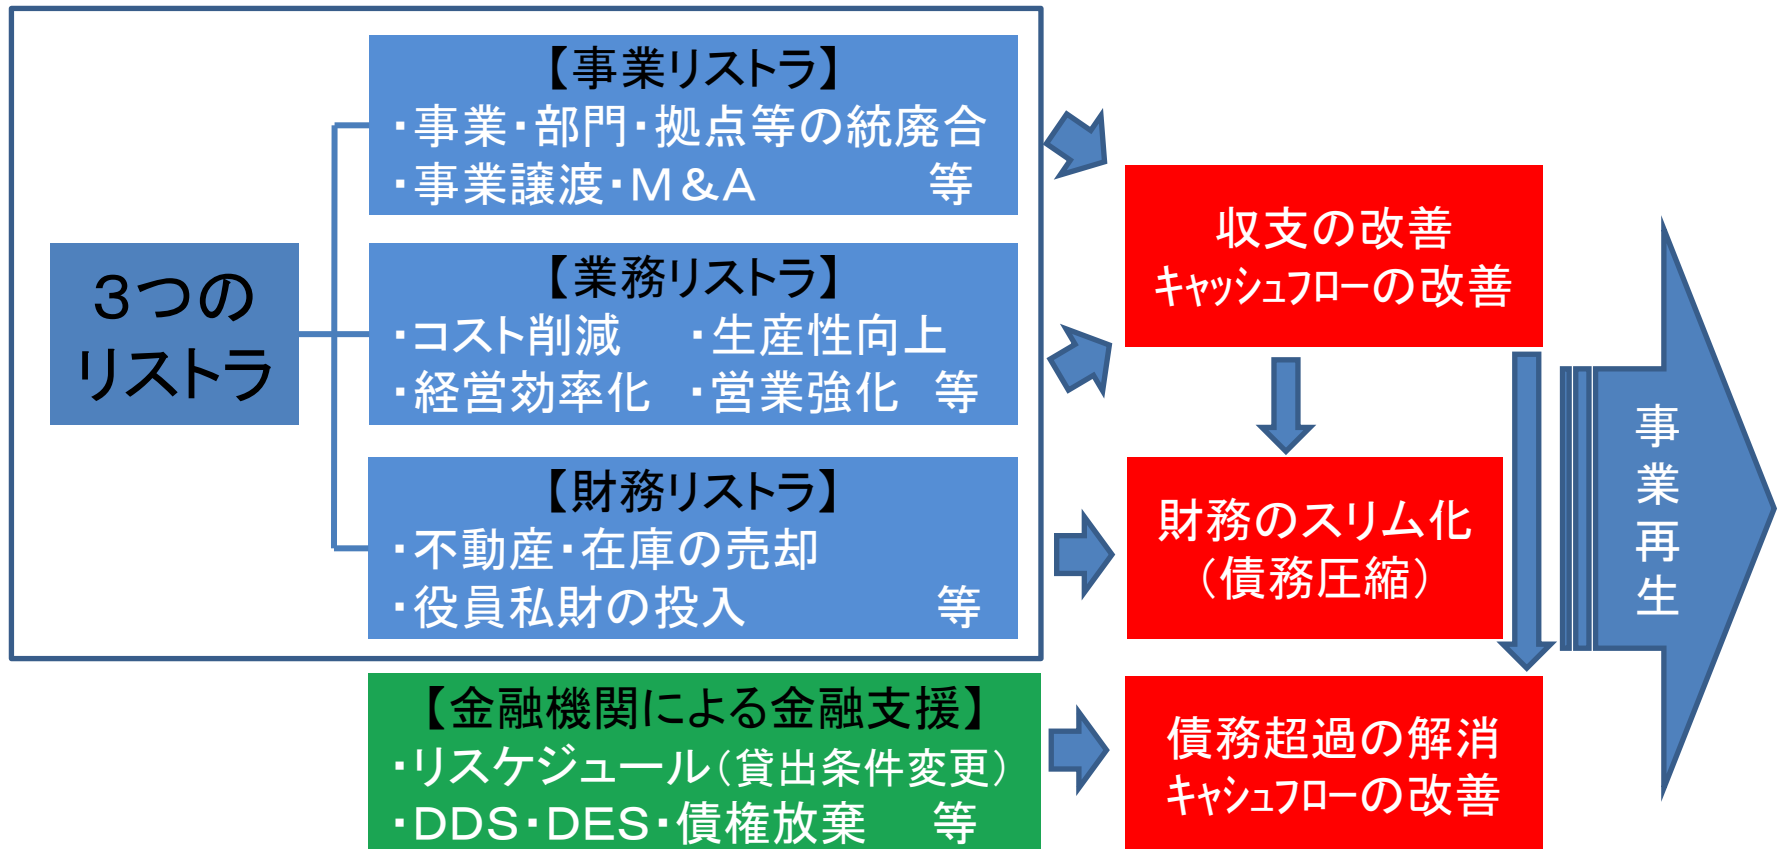 3つの
リストラ
【事業リストラ】
・事業・部門・拠点等の統廃合
・事業譲渡・M&A 等
【業務リストラ】
・コスト削減 ・生産性向上
・経営効率化 ・営業強化 等
【財務リストラ】
・不動産・在庫の売却
・役員私財の投入 等
【金融機関による金融支援】
・リスケジュール（貸出条件変更）
・DDS・DES・債権放棄 等
収支の改善
ｷｬｯｼｭﾌﾛｰの改善
財務のスリム化
（債務圧縮）
債務超過の解消
ｷｬｼｭﾌﾛｰの改善
事業再生